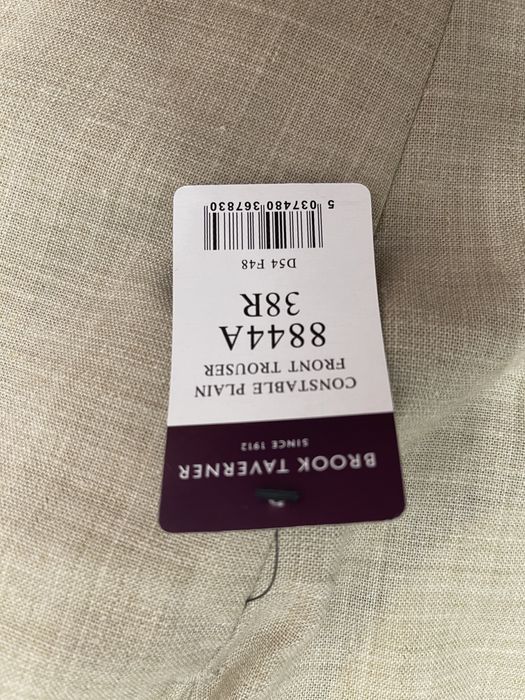 BROOK TAVERNER
SINCE 1912
CONSTABLE PLAIN
FRONT TROUSER
8844A
38R
D54 F48
5 037480 367830